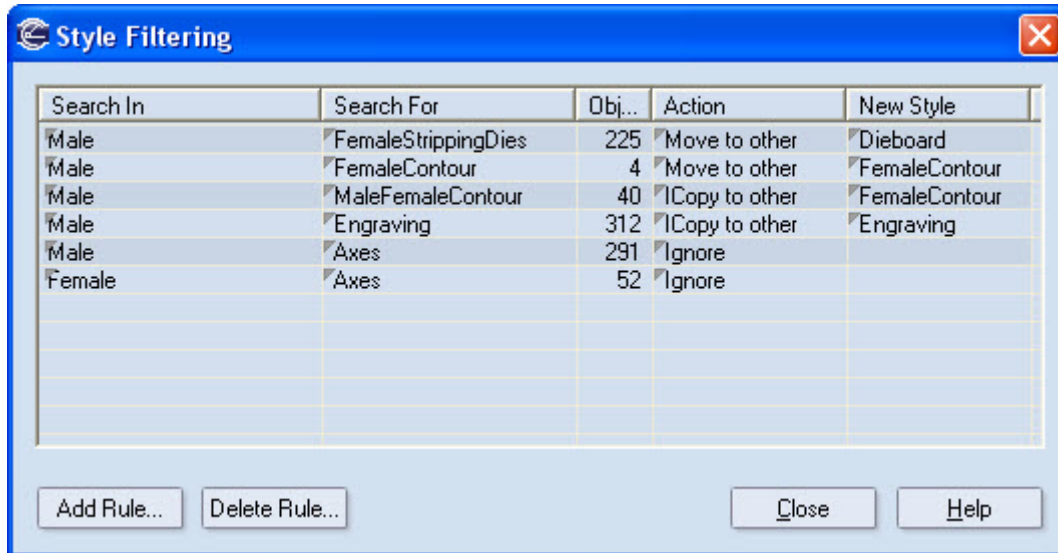 Style Filtering
Search In Search For Obj... Action New Style
Male FemaleStrippingDies 225 Move to other Dieboard
Male FemaleContour 4 Move to other FemaleContour
Male MaleFemaleContour 40 ICopy to other FemaleContour
Male Engraving 312 ICopy to other Engraving
Male Axes 291 Ignore
Female Axes 52 Ignore
Add Rule... Delete Rule... Close Help